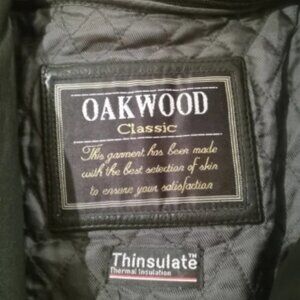 OAKWOOD
Classic
This garment has been made
with the best selection of skin
to ensure your satisfaction
Thinsulate™
Thermal Insulation